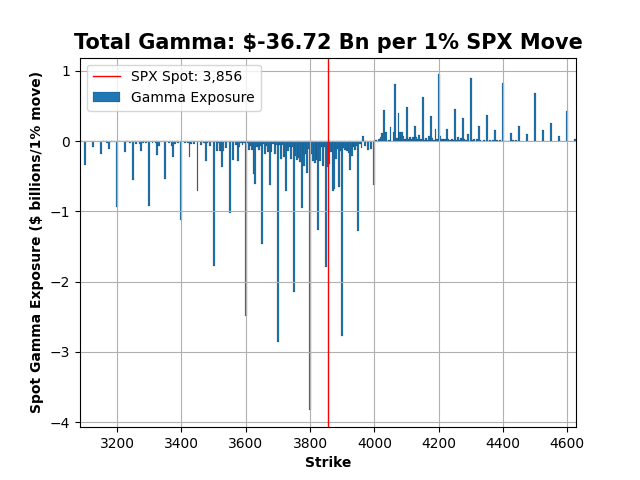 Total Gamma: $-36.72 Bn per 1% SPX Move
SPX Spot: 3,856
Gamma Exposure
Spot Gamma Exposure ($ billions/1% move)
1
0
−1
−2
−3
−4
3200 3400 3600 3800 4000 4200 4400 4600
Strike